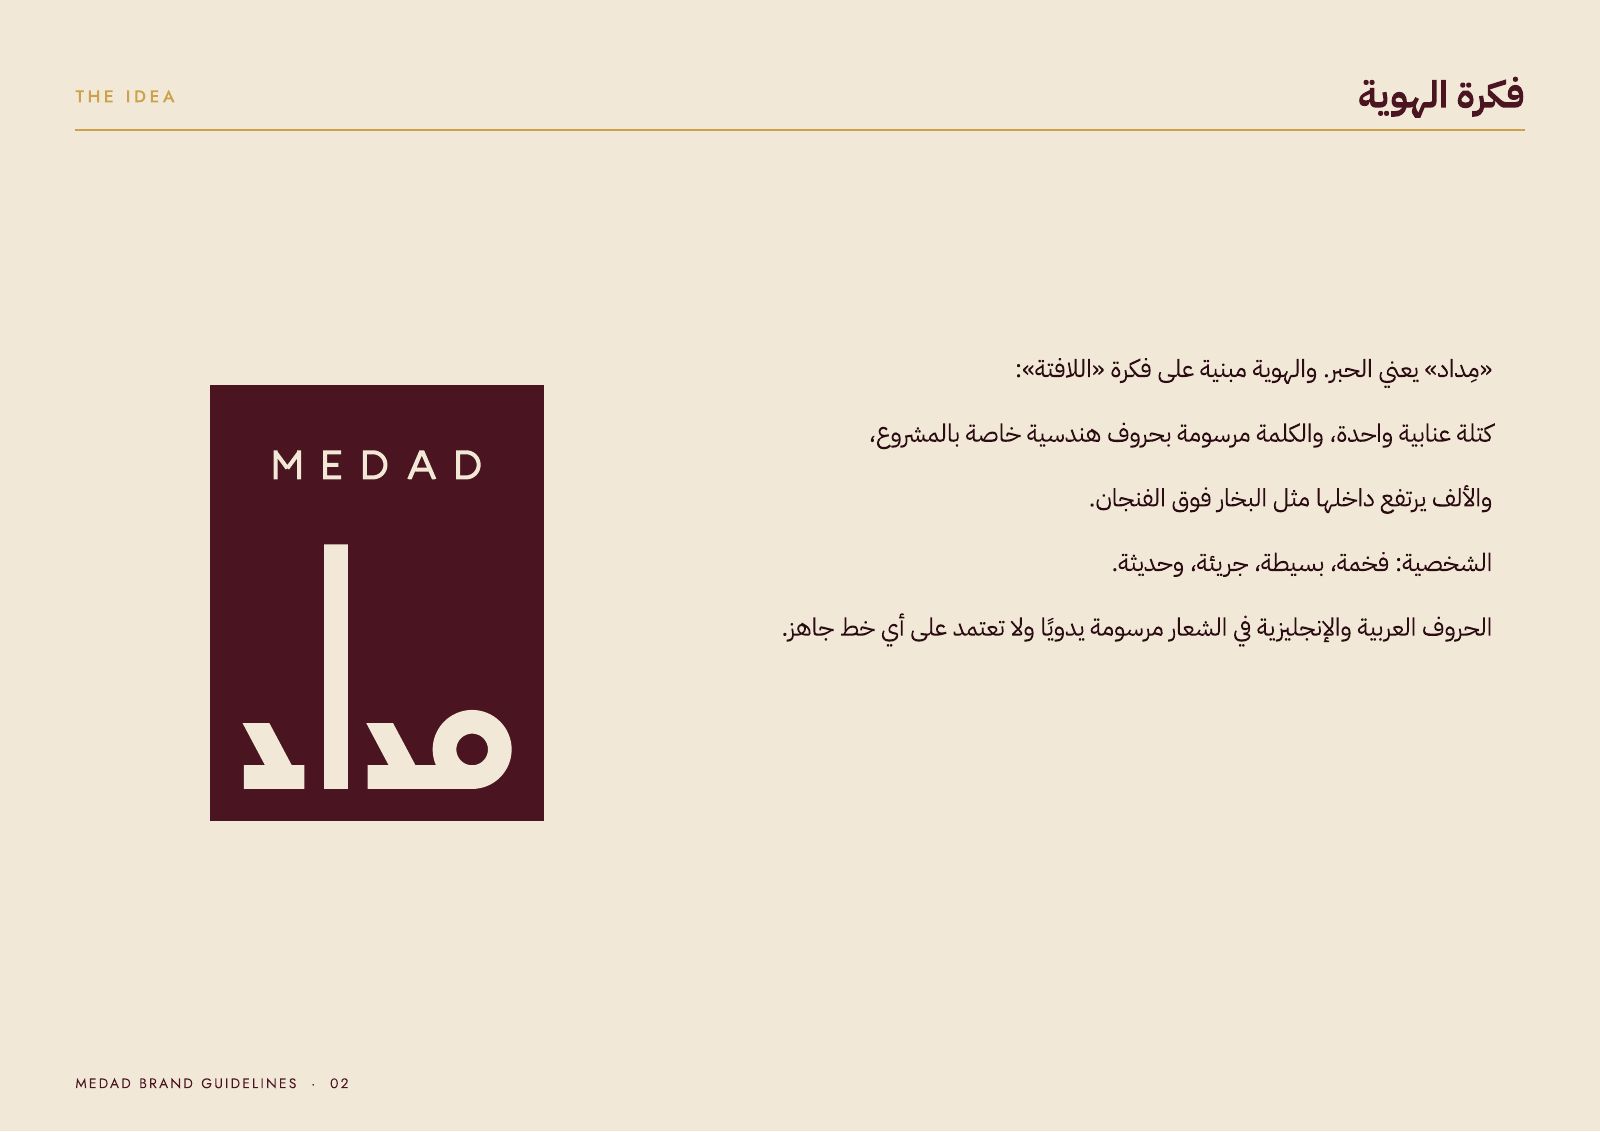 THE IDEA
فكرة الهوية
MEDAD
مداد
«مِداد» يعني الحبر. والهوية مبنية على فكرة «اللافتة»:
كتلة عنابية واحدة، والكلمة مرسومة بحروف هندسية خاصة بالمشروع،
والألف يرتفع داخلها مثل البخار فوق الفنجان.
الشخصية: فخمة، بسيطة، جريئة، وحديثة.
الحروف العربية والإنجليزية في الشعار مرسومة يدويًا ولا تعتمد على أي خط جاهز.
MEDAD BRAND GUIDELINES · 02